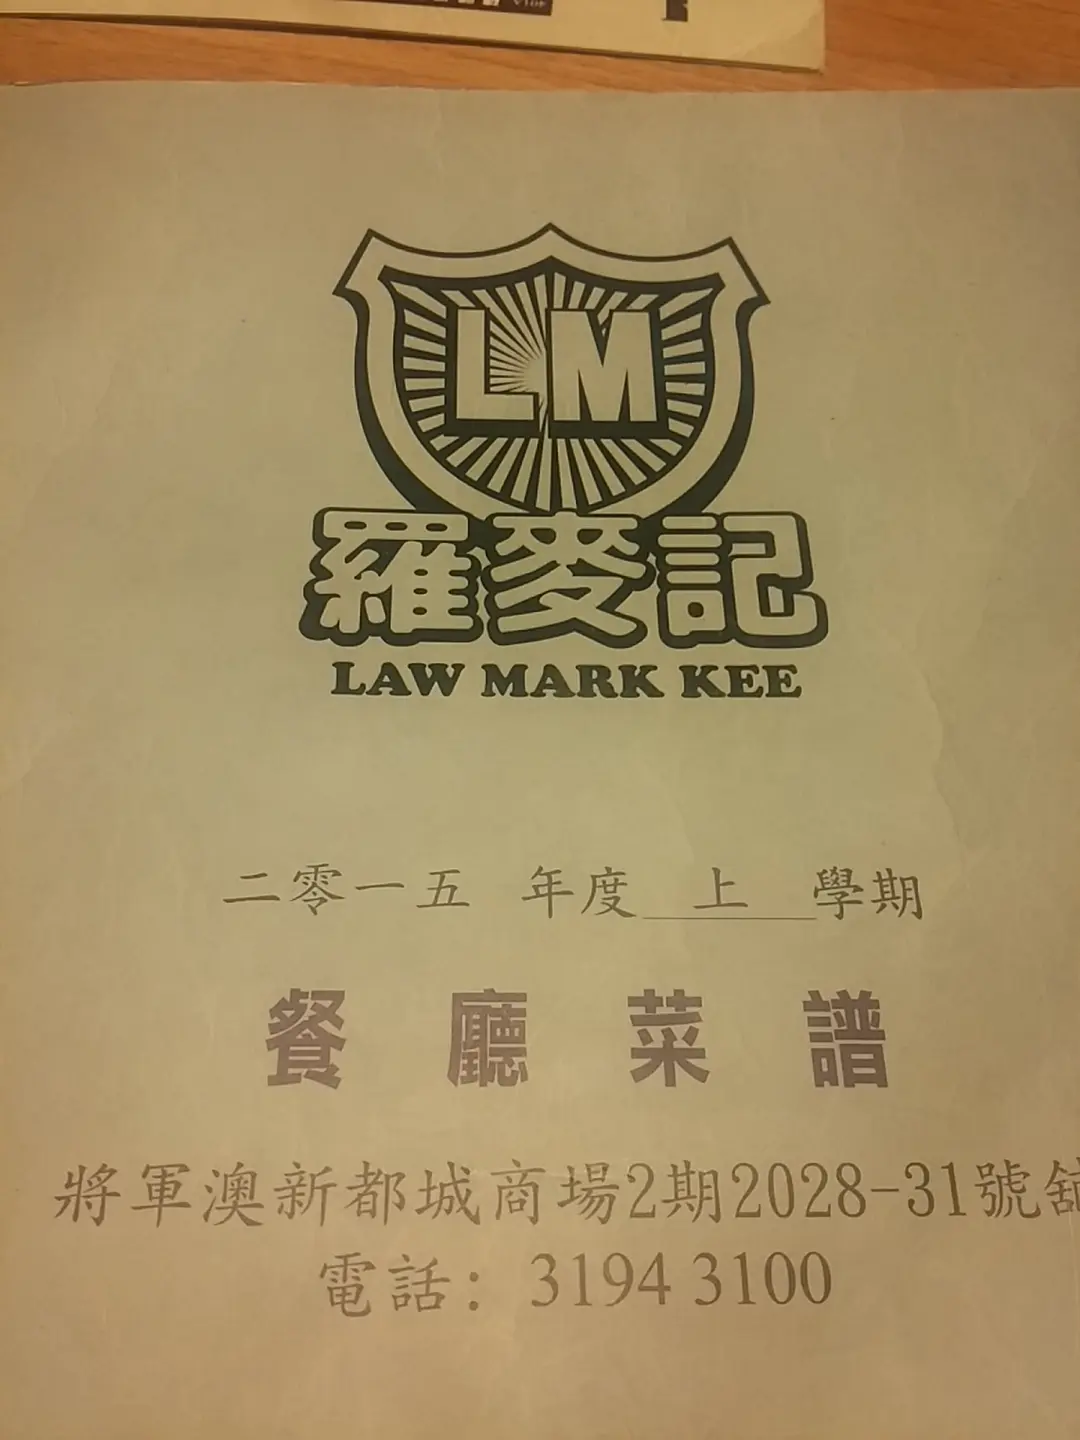 LM
羅麥記
LAW MARK KEE
二零一五 年度 上 學期
餐廳菜譜
將軍澳新都城商場2期2028-31號舖
電話: 3194 3100